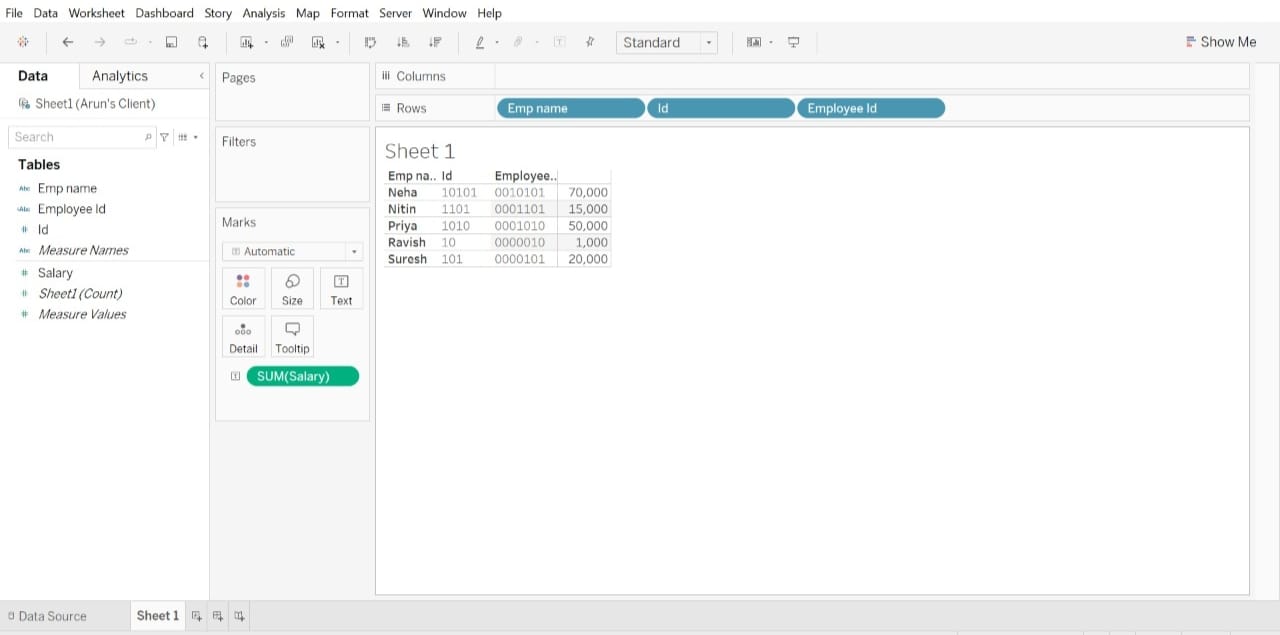 File Data Worksheet Dashboard Story Analysis Map Format Server Window Help
Standard
Show Me
Data Analytics
Sheet1 (Arun's Client)
Search
Tables
Abc Emp name
=Abc Employee Id
# Id
Abc Measure Names
# Salary
# Sheet1 (Count)
# Measure Values
Pages
Filters
Marks
Automatic
Color Size Text
Detail Tooltip
SUM(Salary)
Columns
Rows Emp name Id Employee Id
Sheet 1
Emp na.. Id Employee..
Neha 10101 0010101 70,000
Nitin 1101 0001101 15,000
Priya 1010 0001010 50,000
Ravish 10 0000010 1,000
Suresh 101 0000101 20,000
Data Source Sheet 1